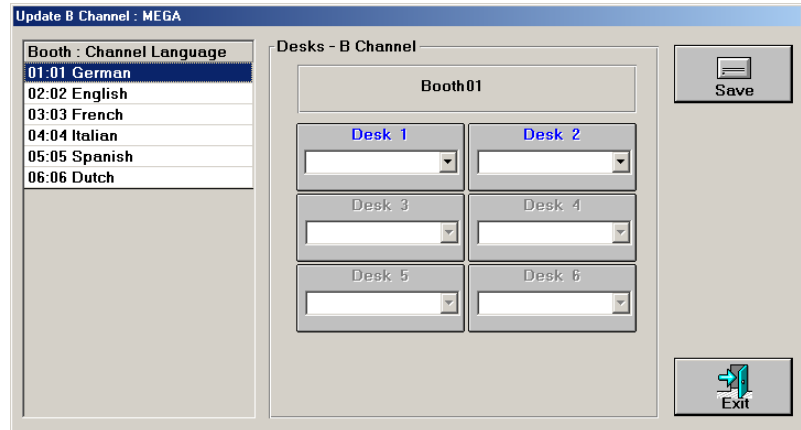 Update B Channel : MEGA
Booth : Channel Language
01:01 German
02:02 English
03:03 French
04:04 Italian
05:05 Spanish
06:06 Dutch
Desks - B Channel
Booth01
Desk 1
Desk 2
Desk 3
Desk 4
Desk 5
Desk 6
Save
Exit